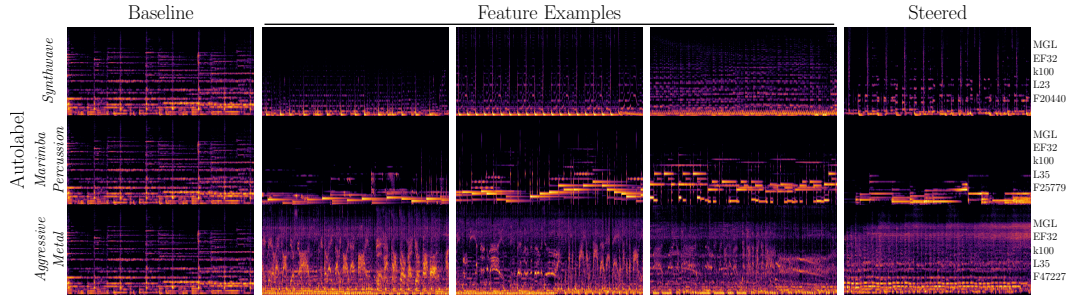 Baseline
Feature Examples
Steered
Autolabel
Synthwave
MGL
EF32
k100
L23
F20440
Marimba
Percussion
MGL
EF32
k100
L35
F25779
Aggressive
Metal
MGL
EF32
k100
L35
F47227